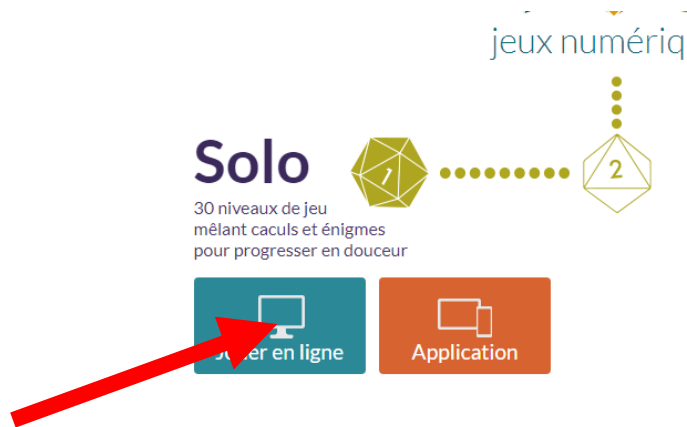 jeux numériq
Solo
1
2
30 niveaux de jeu
mêlant caculs et énigmes
pour progresser en douceur
en ligne
Application